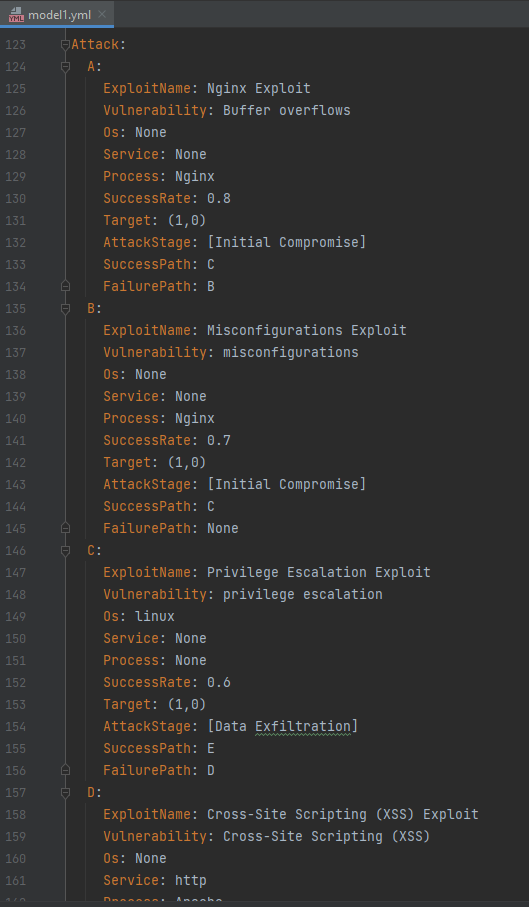 model1.yml
123 Attack:
124 A:
125 ExploitName: Nginx Exploit
126 Vulnerability: Buffer overflows
127 Os: None
128 Service: None
129 Process: Nginx
130 SuccessRate: 0.8
131 Target: (1,0)
132 AttackStage: [Initial Compromise]
133 SuccessPath: C
134 FailurePath: B
135 B:
136 ExploitName: Misconfigurations Exploit
137 Vulnerability: misconfigurations
138 Os: None
139 Service: None
140 Process: Nginx
141 SuccessRate: 0.7
142 Target: (1,0)
143 AttackStage: [Initial Compromise]
144 SuccessPath: C
145 FailurePath: None
146 C:
147 ExploitName: Privilege Escalation Exploit
148 Vulnerability: privilege escalation
149 Os: linux
150 Service: None
151 Process: None
152 SuccessRate: 0.6
153 Target: (1,0)
154 AttackStage: [Data Exfiltration]
155 SuccessPath: E
156 FailurePath: D
157 D:
158 ExploitName: Cross-Site Scripting (XSS) Exploit
159 Vulnerability: Cross-Site Scripting (XSS)
160 Os: None
161 Service: http